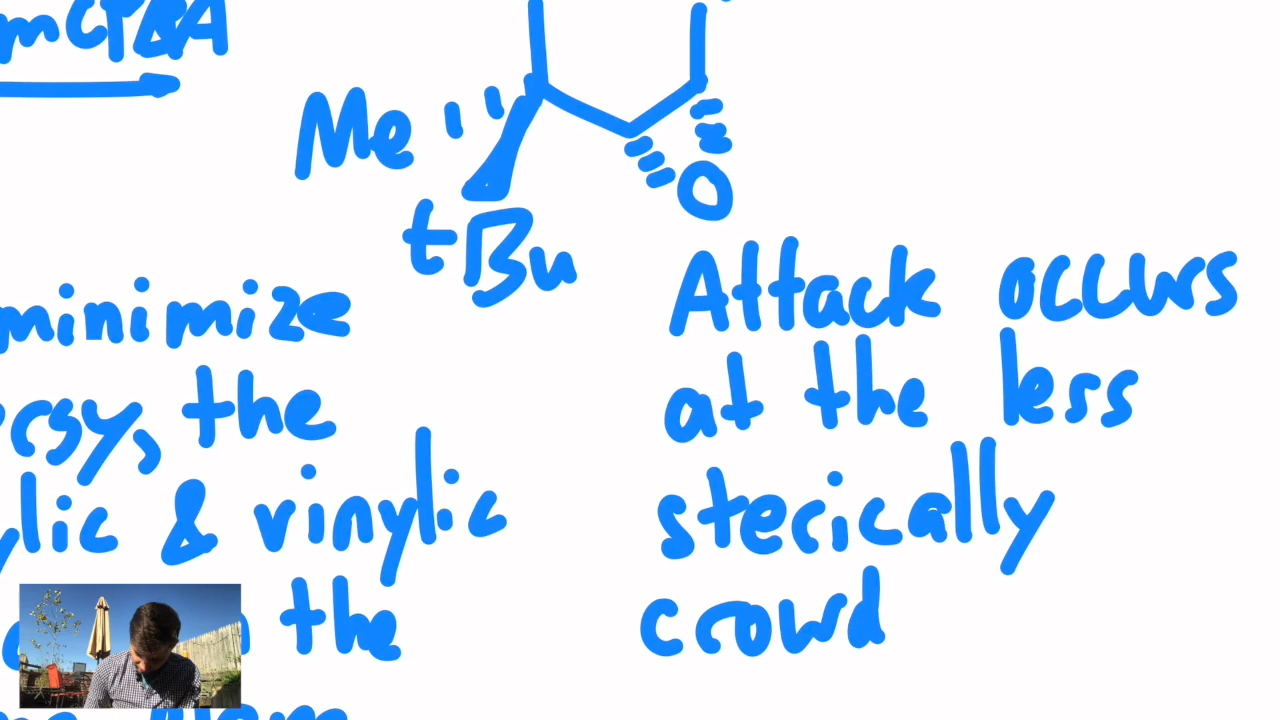 mCPBA
Me
tBu
O
minimize
the
& vinylic
the
Attack occurs
at the less
sterically
crowd